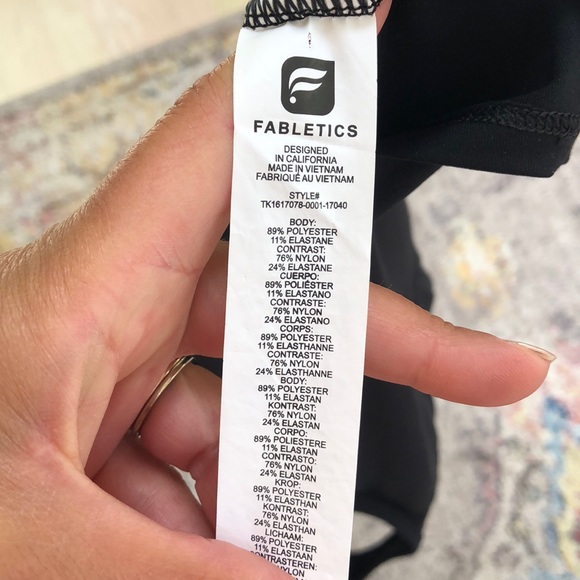 FABLETICS
DESIGNED
IN CALIFORNIA
MADE IN VIETNAM
FABRIQUÉ AU VIETNAM
STYLE#
TK1617078-0001-17040
BODY:
89% POLYESTER
11% ELASTANE
CONTRAST:
76% NYLON
24% ELASTANE
CUERPO:
89% POLIÉSTER
11% ELASTANO
CONTRASTE:
76% NYLON
24% ELASTANO
CORPS:
89% POLYESTER
11% ELASTHANNE
CONTRASTE:
76% NYLON
24% ELASTHANNE
BODY:
89% POLYESTER
11% ELASTAN
KONTRAST:
76% NYLON
24% ELASTAN
CORPO:
89% POLIESTERE
11% ELASTAN
CONTRASTO:
76% NYLON
24% ELASTAN
KROP:
89% POLYESTER
11% ELASTHAN
KONTRAST:
76% NYLON
24% ELASTHAN
LICHAAM:
89% POLYESTER
11% ELASTAAN
CONTRASTEREN:
NYLON